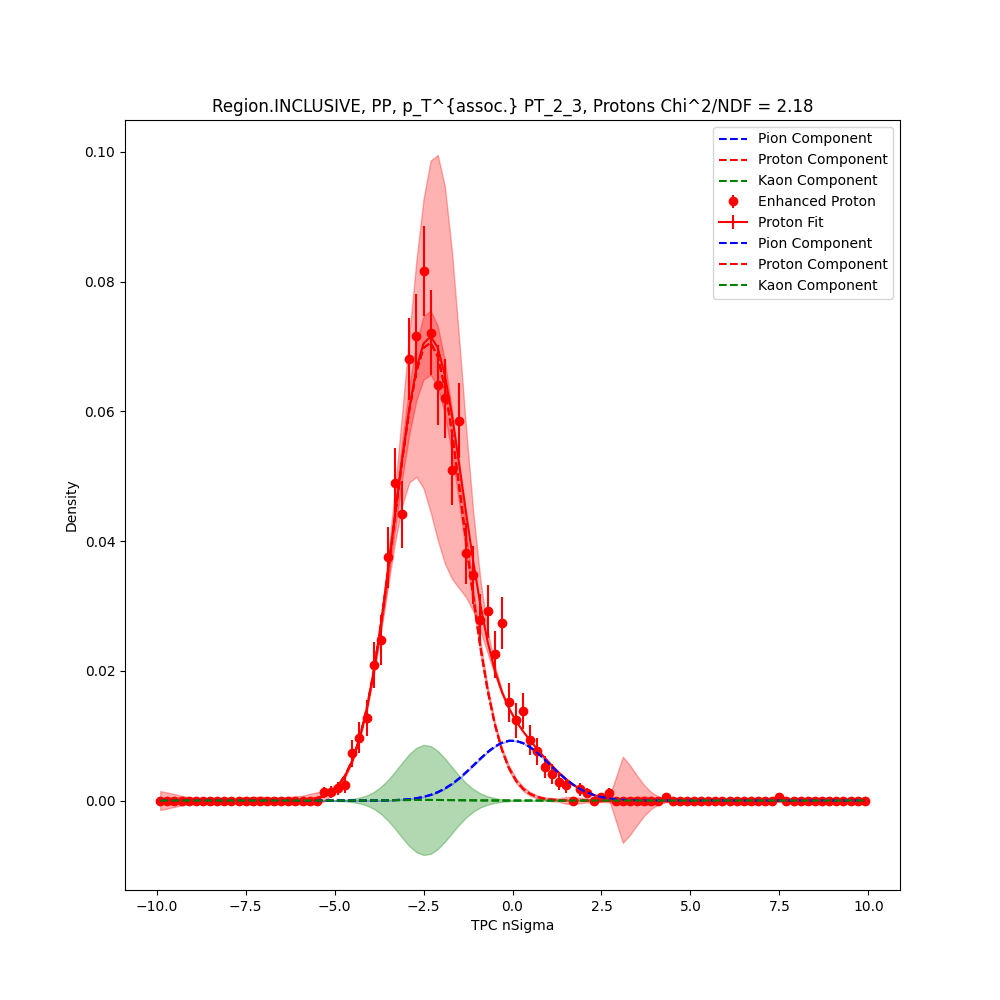 Region.INCLUSIVE, PP, p_T^{assoc.} PT_2_3, Protons Chi^2/NDF = 2.18
Pion Component
Proton Component
Kaon Component
Enhanced Proton
Proton Fit
Pion Component
Proton Component
Kaon Component
0.10
0.08
0.06
0.04
0.02
0.00
Density
−10.0 −7.5 −5.0 −2.5 0.0 2.5 5.0 7.5 10.0
TPC nSigma